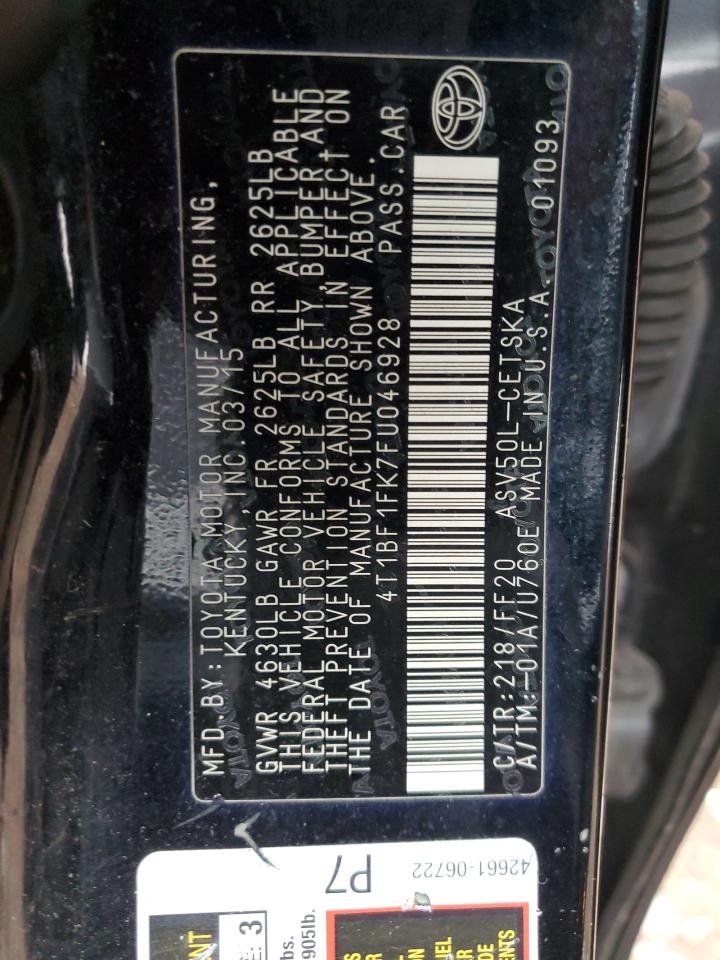 MFD.BY:TOYOTA MOTOR MANUFACTURING,
KENTUCKY,INC.03/15
GVWR 4630LB GAWR FR 2625LB RR 2625LB
THIS VEHICLE CONFORMS TO ALL APPLICABLE
FEDERAL MOTOR VEHICLE SAFETY,BUMPER AND
THEFT PREVENTION STANDARDS IN EFFECT ON
THE DATE OF MANUFACTURE SHOWN ABOVE.
4T1BF1FK7FU046928 PASS.CAR
C/TR:218/FF20 ASV50L-CETSKA
A/TM:-01A/U760E MADE IN U.S.A. 01093
P7
42661-06722
3
905lb.